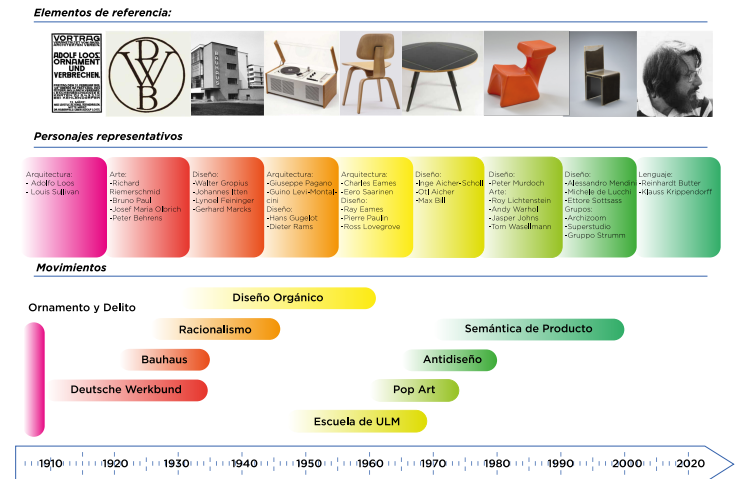 Elementos de referencia:
VORTRAG
ADOLF LOOS:
ORNAMENT
UND
VERBRECHEN.
D
W
B
BAUHAUS
Personajes representativos
Arquitectura:
- Adolfo Loos
- Louis Sullivan
Arte:
-Richard
Riemerschmid
-Bruno Paul
-Josef Maria Olbrich
-Peter Behrens
Diseño:
-Walter Gropius
-Johannes Itten
-Lynoel Feininger
-Gerhard Marcks
Arquitectura:
-Giuseppe Pagano
-Guino Levi-Montal-
cini
Diseño:
-Hans Gugelot
-Dieter Rams
Arquitectura:
-Charles Eames
-Eero Saarinen
Diseño:
-Ray Eames
-Pierre Paulin
-Ross Lovegrove
Diseño:
-Inge Aicher-Scholl
-Otl Aicher
-Max Bill
Diseño:
-Peter Murdoch
Arte:
-Roy Lichtenstein
-Andy Warhol
-Jasper Johns
-Tom Waselmann
Diseño:
-Alessandro Mendini
-Michele de Lucchi
-Ettore Sottsass
Grupos:
-Archizoom
-Superstudio
-Gruppo Strumm
Lenguaje:
-Reinhardt Butter
-Klauss Krippendorff
Movimientos
Diseño Orgánico
Ornamento y Delito
Racionalismo
Semántica de Producto
Bauhaus
Antidiseño
Deutsche Werkbund
Pop Art
Escuela de ULM
1910 1920 1930 1940 1950 1960 1970 1980 1990 2000 2020